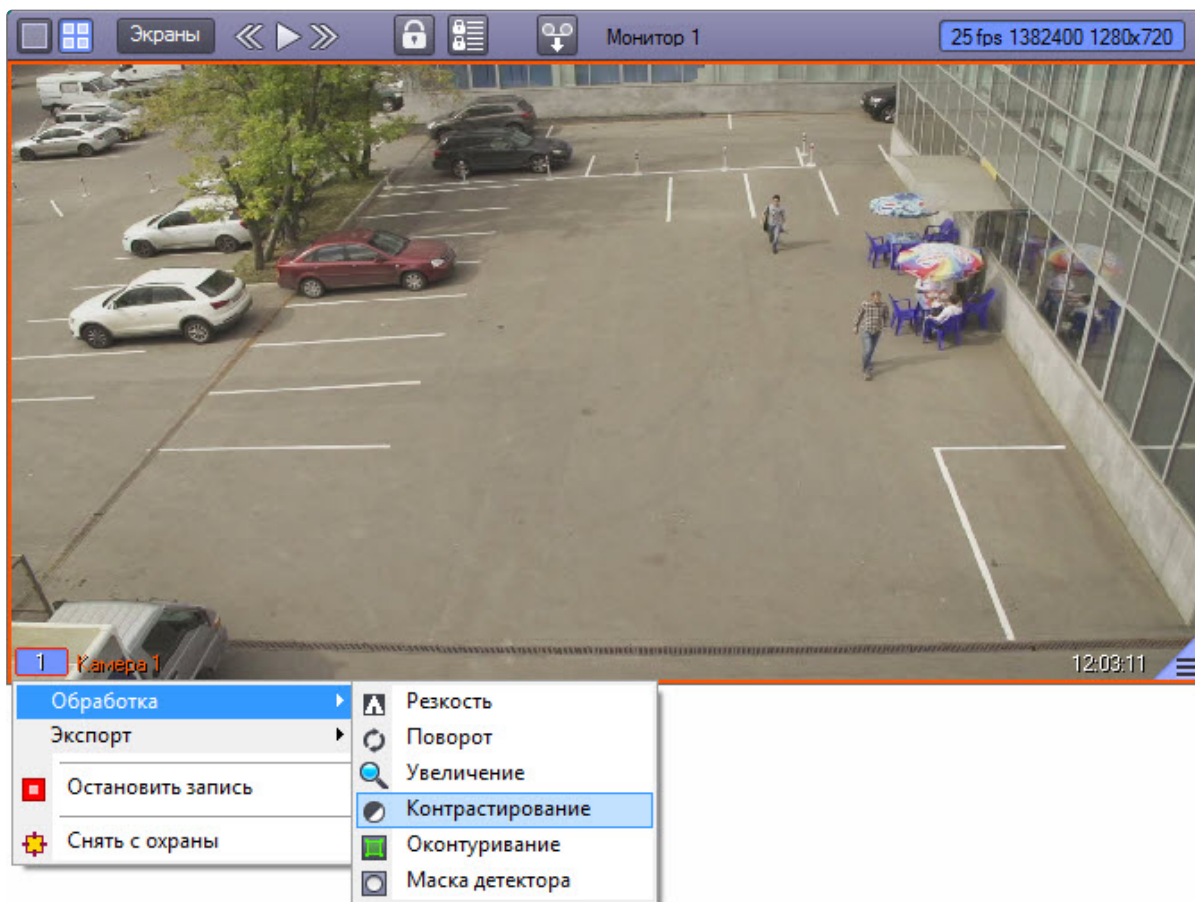 Экраны Монитор 1 25 fps 1382400 1280x720
1 Камера 1 12:03:11
Обработка
Экспорт
Остановить запись
Снять с охраны
Резкость
Поворот
Увеличение
Контрастирование
Оконтуривание
Маска детектора